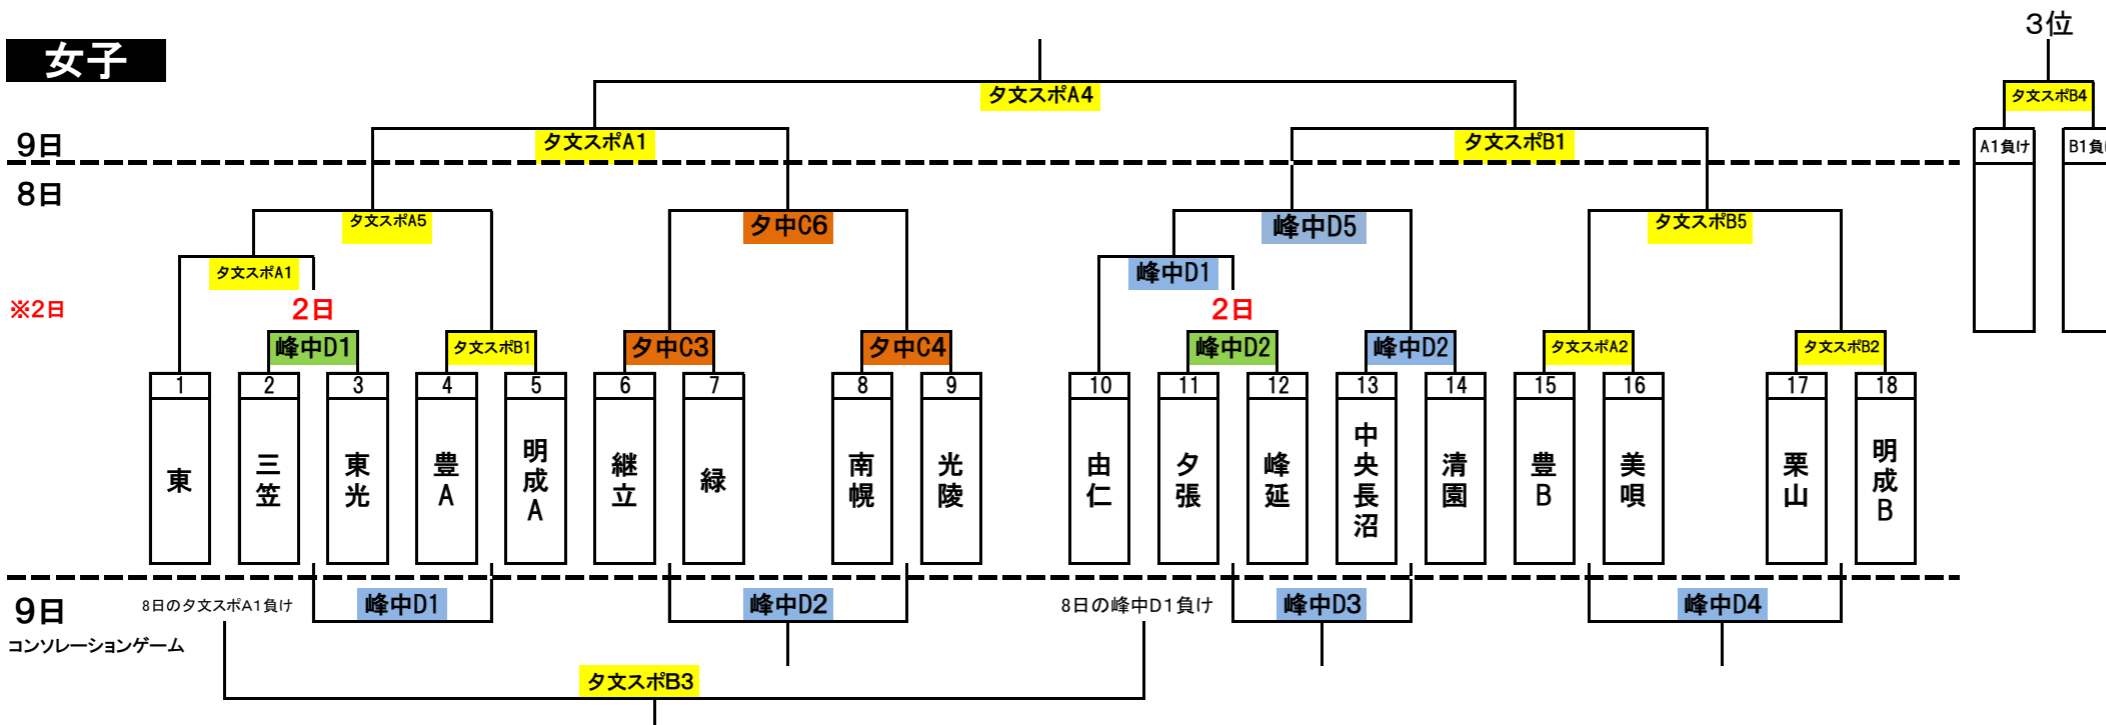 女子
3位
夕文スポA4
夕文スポB4
9日
夕文スポA1
夕文スポB1
A1負け
8日
夕文スポA5
夕中C6
峰中D5
夕文スポB5
夕文スポA1
峰中D1
※2日
2日
2日
峰中D1
夕文スポB1
夕中C3
夕中C4
峰中D2
峰中D2
夕文スポA2
夕文スポB2
1 2 3 4 5 6 7 8 9 10 11 12 13 14 15 16 17 18
東
三笠
東光
豊A
明成A
継立
緑
南幌
光陵
由仁
夕張
峰延
中央長沼
清園
豊B
美唄
栗山
明成B
9日
8日の夕文スポA1負け
峰中D1
峰中D2
8日の峰中D1負け
峰中D3
峰中D4
コンソレーションゲーム
夕文スポB3